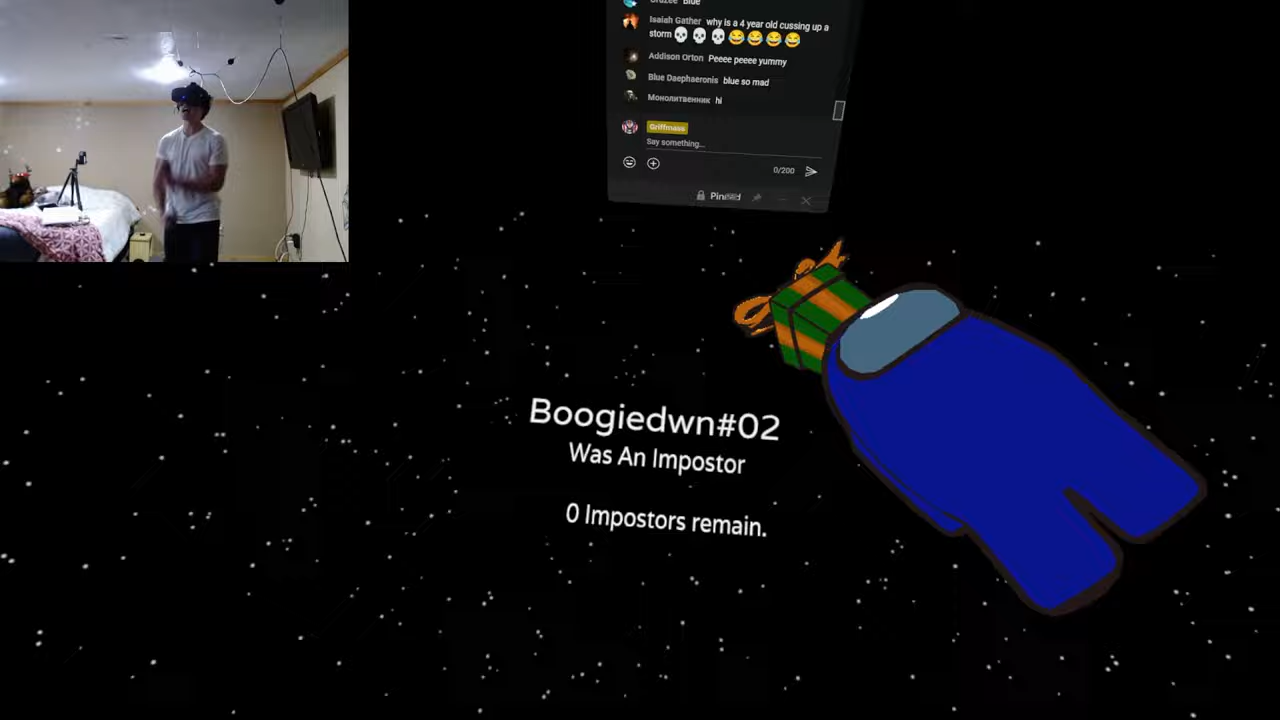 Blue
Isaiah Gather why is a 4 year old cussing up a
storm 💀💀💀😂😂😂😂
Addison Orton Peeee peeee yummy
Blue Daephaeronis blue so mad
Монолитвенник hi
Griffmass
Say something...
0/200
Pinned
Boogiedwn#02
Was An Impostor
0 Impostors remain.